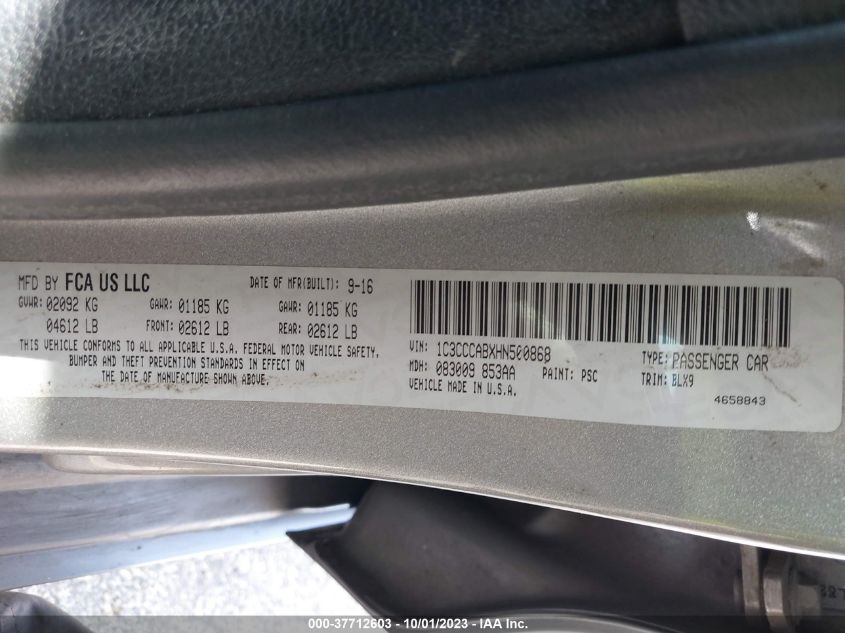 MFD BY FCA US LLC DATE OF MFR(BUILT): 9-16
GVWR: 02092 KG GAWR: 01185 KG GAWR: 01185 KG
04612 LB FRONT: 02612 LB REAR: 02612 LB
THIS VEHICLE CONFORMS TO ALL APPLICABLE U.S.A. FEDERAL MOTOR VEHICLE SAFETY,
BUMPER AND THEFT PREVENTION STANDARDS IN EFFECT ON
THE DATE OF MANUFACTURE SHOWN ABOVE.
VIN: 1C3CCCABXHN500868 TYPE: PASSENGER CAR
MDH: 083009 853AA PAINT: PSC TRIM: BLX9
VEHICLE MADE IN U.S.A.
4658843
000-37712603 - 10/01/2023 - IAA Inc.